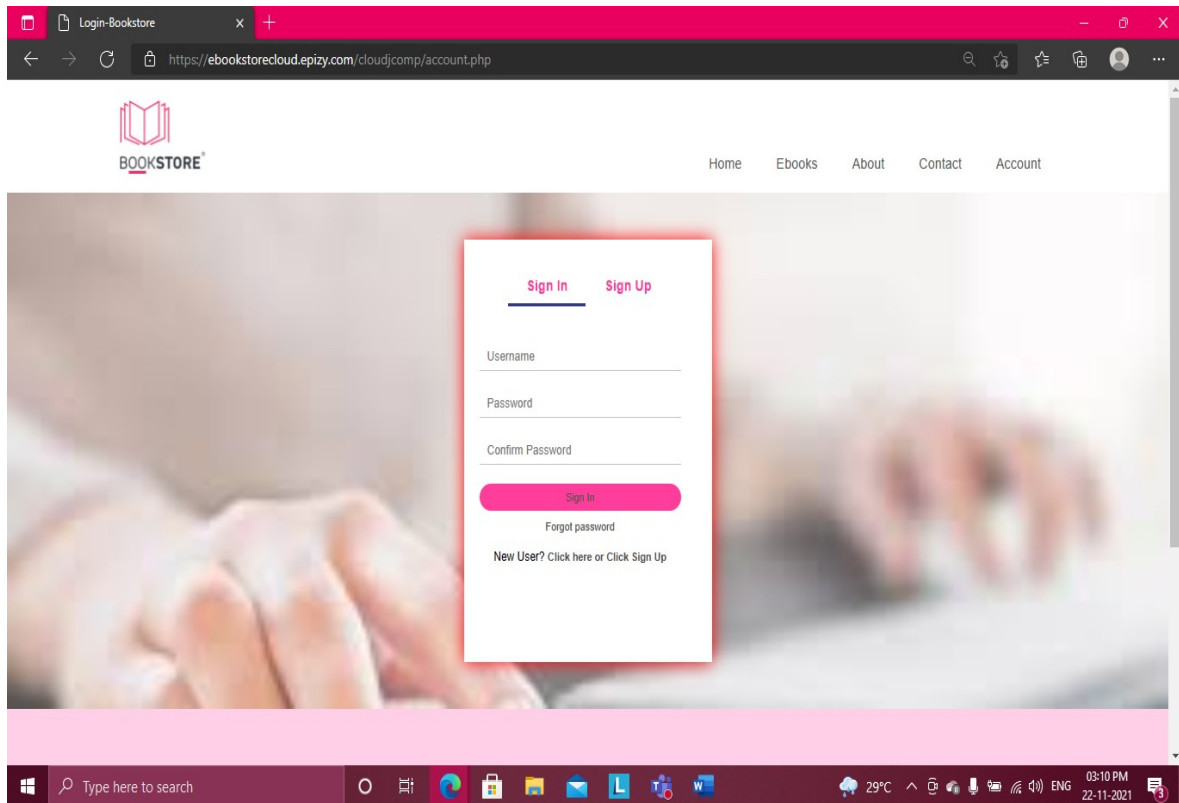 Login-Bookstore
https://ebookstorecloud.epizy.com/cloudjcomp/account.php
BOOKSTORE®
Home Ebooks About Contact Account
Sign In Sign Up
Username
Password
Confirm Password
Sign In
Forgot password
New User? Click here or Click Sign Up
Type here to search
29°C ENG 03:10 PM
22-11-2021
L
W
3